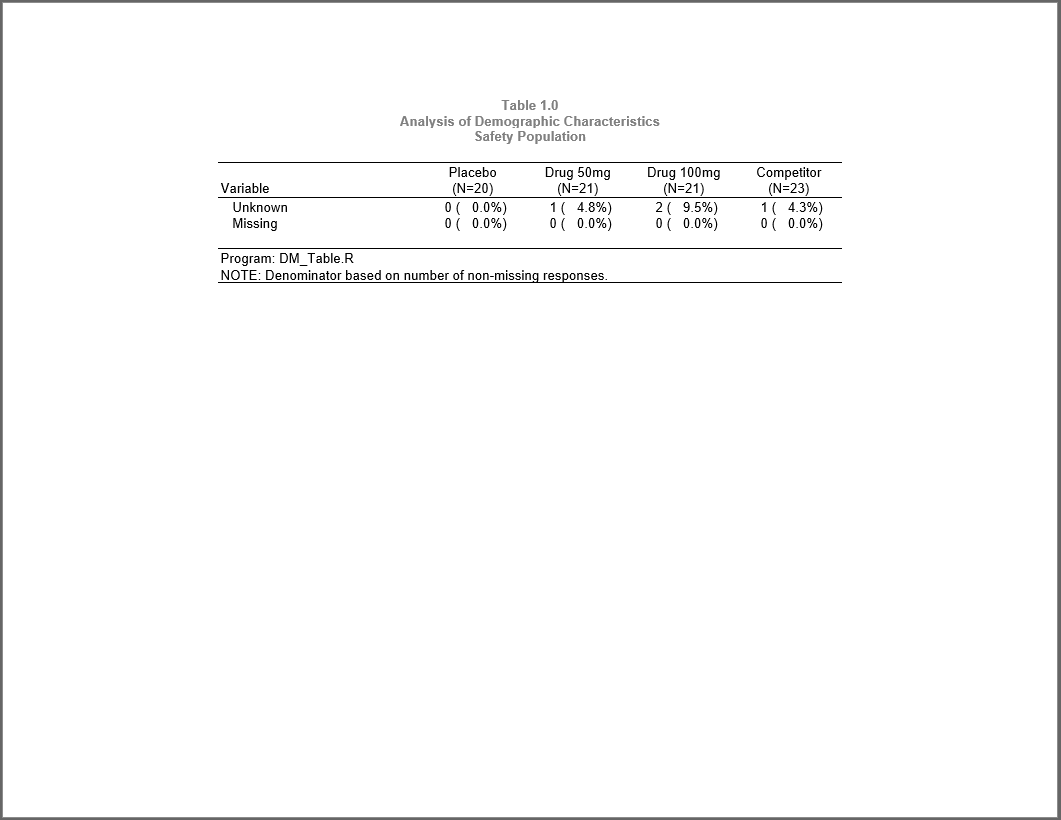 Table 1.0
Analysis of Demographic Characteristics
Safety Population
Placebo Drug 50mg Drug 100mg Competitor
Variable (N=20) (N=21) (N=21) (N=23)
Unknown 0 ( 0.0%) 1 ( 4.8%) 2 ( 9.5%) 1 ( 4.3%)
Missing 0 ( 0.0%) 0 ( 0.0%) 0 ( 0.0%) 0 ( 0.0%)
Program: DM_Table.R
NOTE: Denominator based on number of non-missing responses.